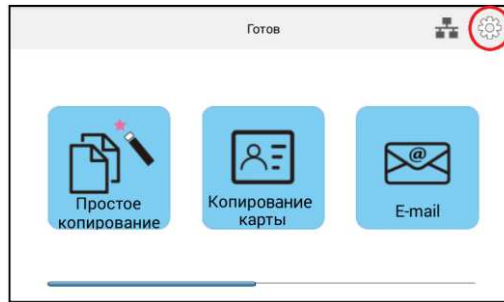 Готов
Простое
копирование
Копирование
карты
@
E-mail